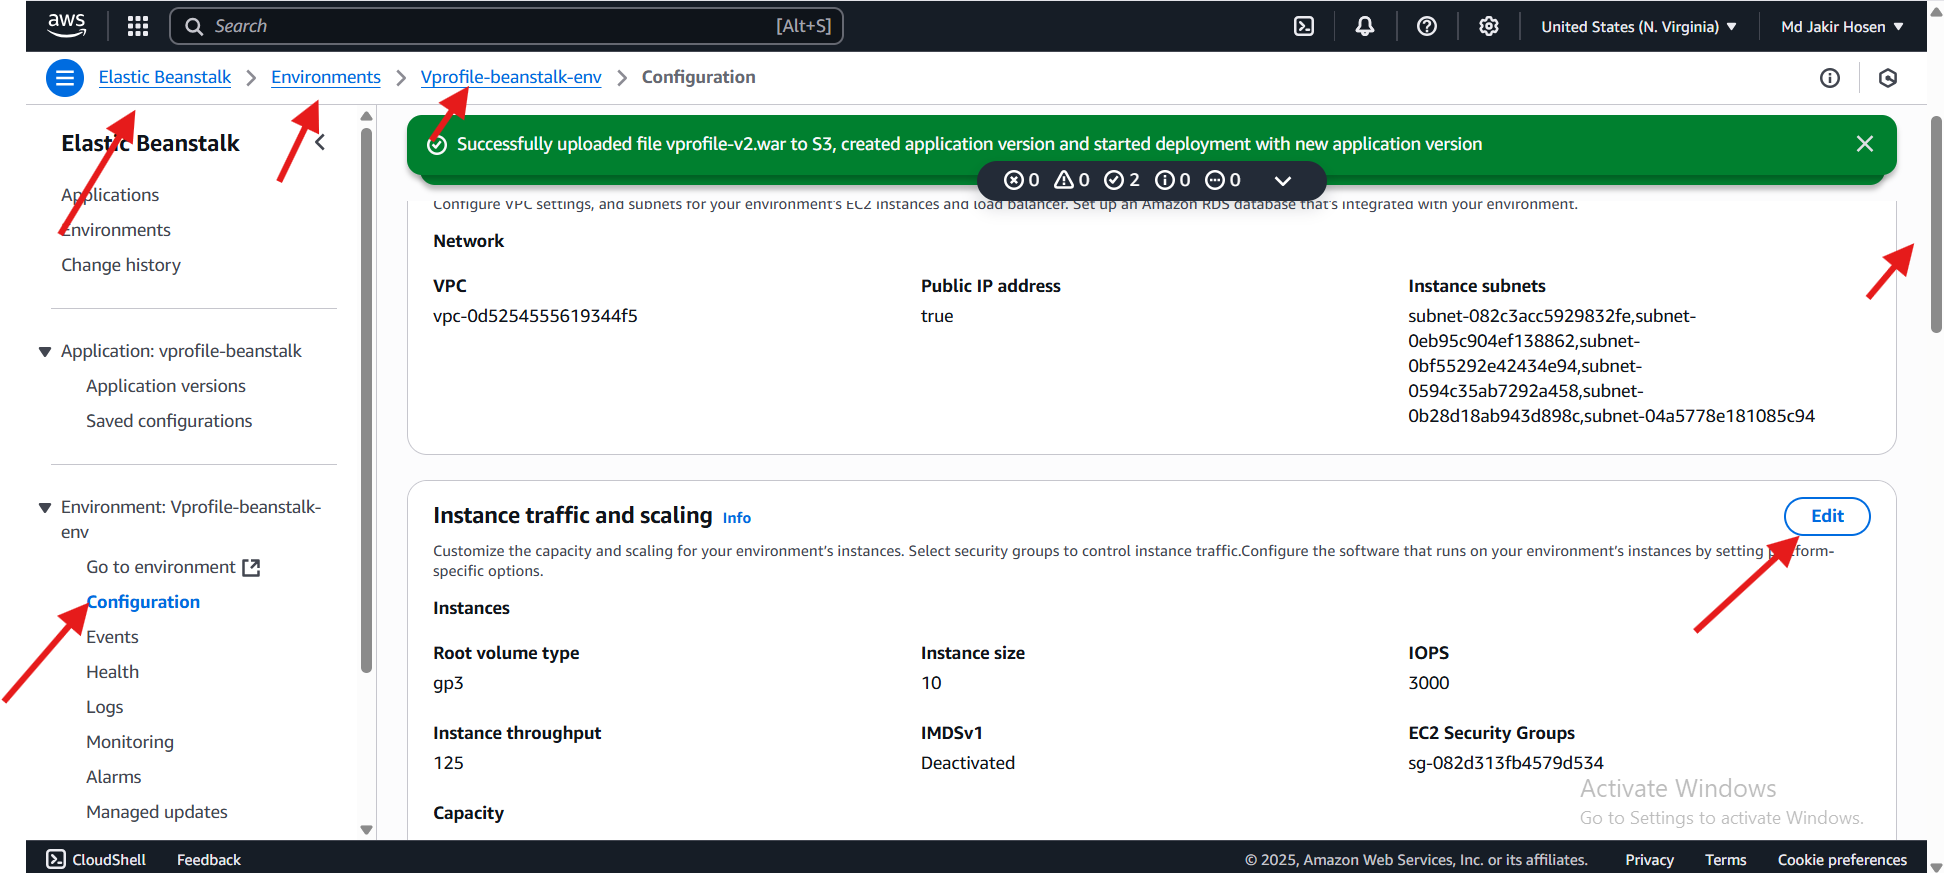 aws
Search [Alt+S]
United States (N. Virginia) Md Jakir Hosen
Elastic Beanstalk Environments Vprofile-beanstalk-env Configuration
Elastic Beanstalk
Applications
Environments
Change history
Application: vprofile-beanstalk
Application versions
Saved configurations
Environment: Vprofile-beanstalk-
env
Go to environment
Configuration
Events
Health
Logs
Monitoring
Alarms
Managed updates
Successfully uploaded file vprofile-v2.war to S3, created application version and started deployment with new application version
0 0 2 0 0
Configure VPC settings, and subnets for your environment's EC2 instances and load balancer. Set up an Amazon RDS database that's integrated with your environment.
Network
VPC
vpc-0d5254555619344f5
Public IP address
true
Instance subnets
subnet-082c3acc5929832fe,subnet-
0eb95c904ef138862,subnet-
0bf55292e42434e94,subnet-
0594c35ab7292a458,subnet-
0b28d18ab943d898c,subnet-04a5778e181085c94
Instance traffic and scaling Info
Edit
Customize the capacity and scaling for your environment's instances. Select security groups to control instance traffic.Configure the software that runs on your environment's instances by setting platform-
specific options.
Instances
Root volume type
gp3
Instance size
10
IOPS
3000
Instance throughput
125
IMDSv1
Deactivated
EC2 Security Groups
sg-082d313fb4579d534
Capacity
Activate Windows
Go to Settings to activate Windows.
CloudShell Feedback
© 2025, Amazon Web Services, Inc. or its affiliates. Privacy Terms Cookie preferences